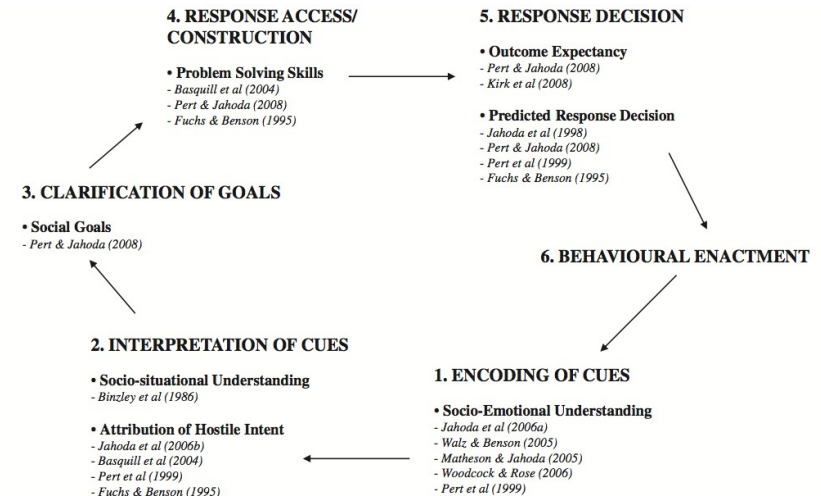 4. RESPONSE ACCESS/
CONSTRUCTION
• Problem Solving Skills
- Basquill et al (2004)
- Pert & Jahoda (2008)
- Fuchs & Benson (1995)
5. RESPONSE DECISION
• Outcome Expectancy
- Pert & Jahoda (2008)
- Kirk et al (2008)
• Predicted Response Decision
- Jahoda et al (1998)
- Pert & Jahoda (2008)
- Pert et al (1999)
- Fuchs & Benson (1995)
3. CLARIFICATION OF GOALS
• Social Goals
- Pert & Jahoda (2008)
6. BEHAVIOURAL ENACTMENT
2. INTERPRETATION OF CUES
• Socio-situational Understanding
- Binzley et al (1986)
• Attribution of Hostile Intent
- Jahoda et al (2006b)
- Basquill et al (2004)
- Pert et al (1999)
- Fuchs & Benson (1995)
1. ENCODING OF CUES
• Socio-Emotional Understanding
- Jahoda et al (2006a)
- Walz & Benson (2005)
- Matheson & Jahoda (2005)
- Woodcock & Rose (2006)
- Pert et al (1999)